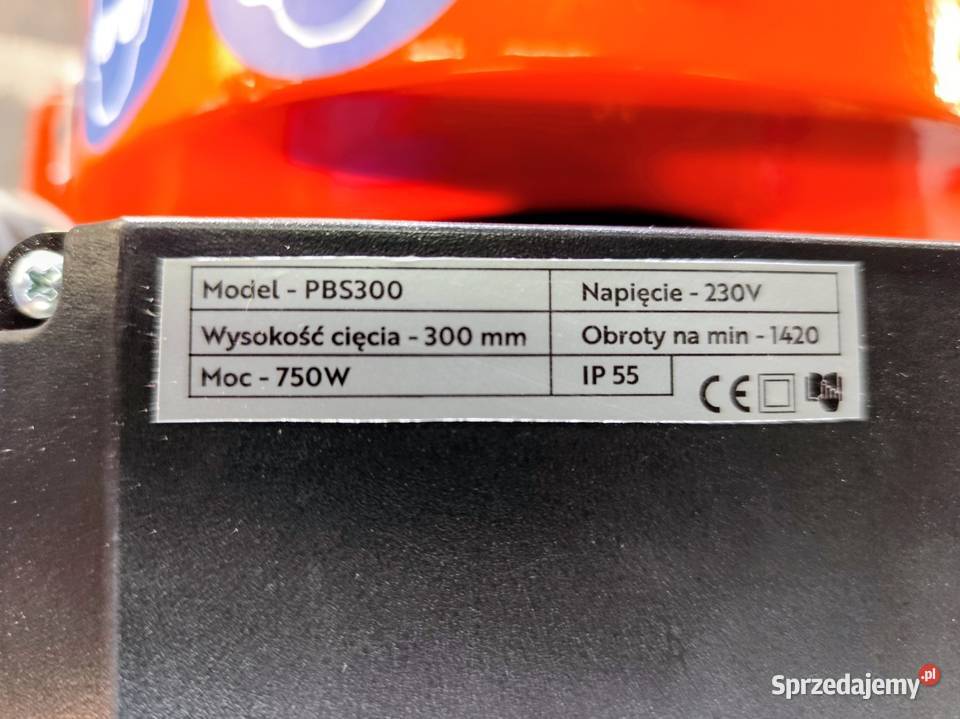 Model - PBS300
Napięcie - 230V
Wysokość cięcia - 300 mm
Obroty na min - 1420
Moc - 750W
IP 55
CE
Sprzedajemy.pl